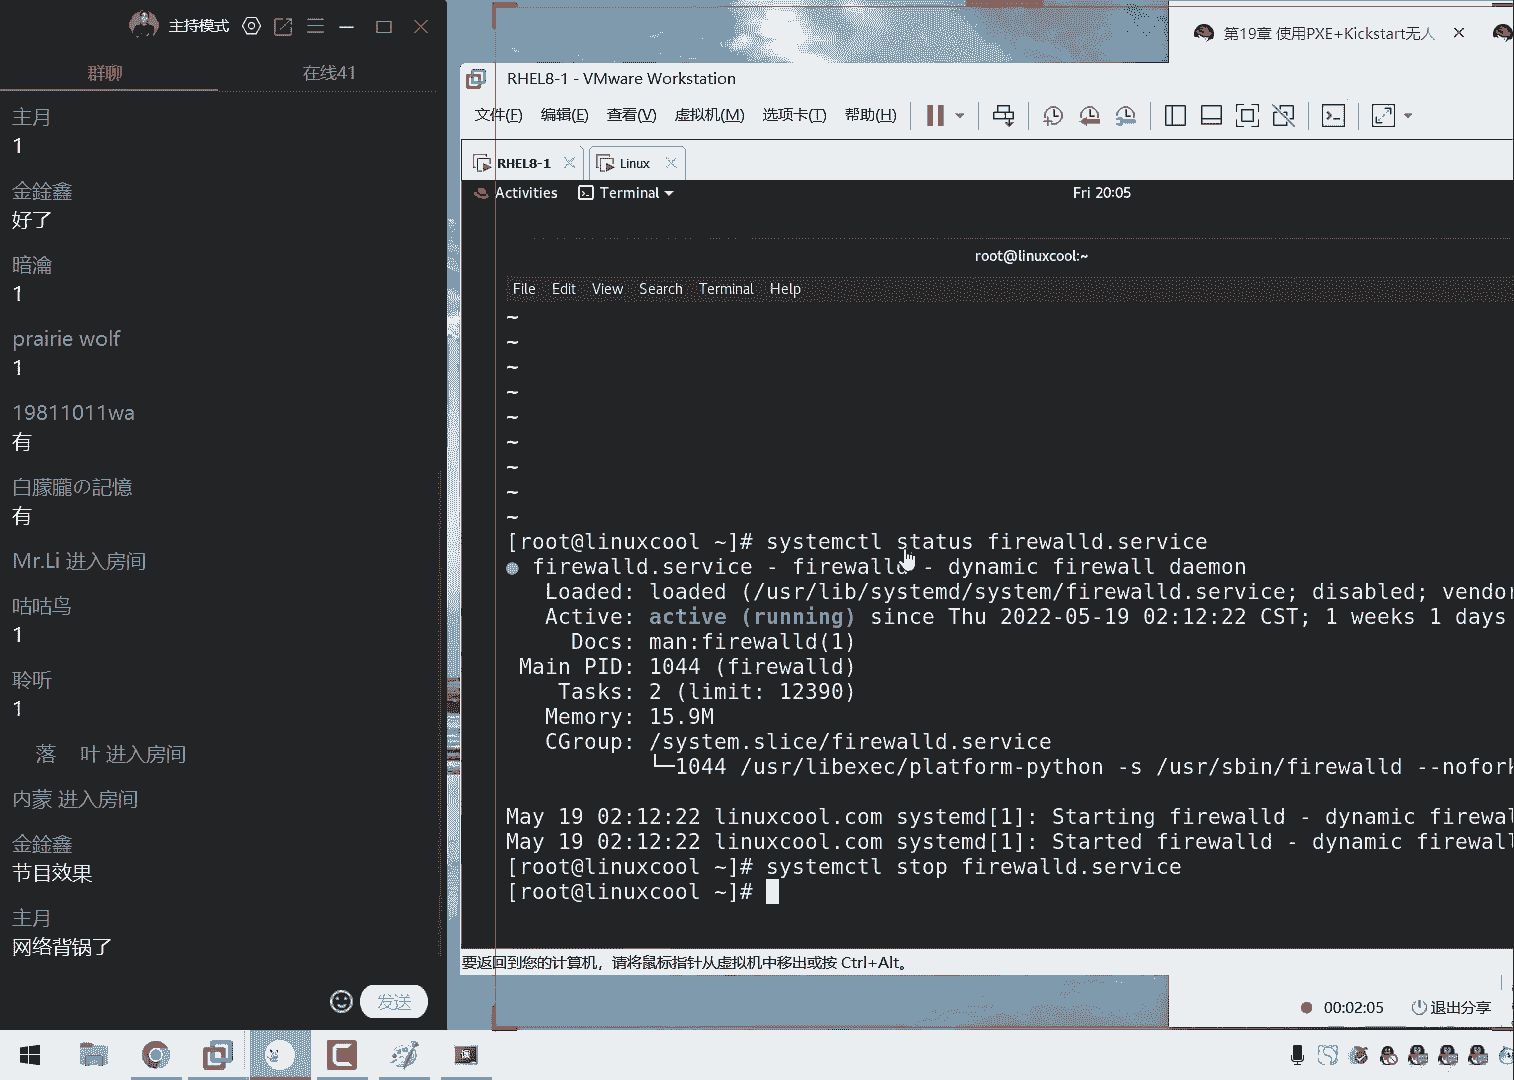 主持模式
群聊
在线41
主月
1
金銓鑫
好了
暗瀹
1
prairie wolf
1
19811011wa
有
白朦朧の記憶
有
Mr.Li 进入房间
咕咕鸟
1
聆听
1
落 叶 进入房间
内蒙 进入房间
金銓鑫
节目效果
主月
网络背锅了
发送
第19章 使用PXE+Kickstart无人
RHEL8-1 - VMware Workstation
文件(F) 编辑(E) 查看(V) 虚拟机(M) 选项卡(T) 帮助(H)
RHEL8-1
Linux
Activities
Terminal
Fri 20:05
root@linuxcool:~
File Edit View Search Terminal Help
~
~
~
~
~
~
~
~
~
[root@linuxcool ~]# systemctl status firewalld.service
● firewalld.service - firewalld - dynamic firewall daemon
Loaded: loaded (/usr/lib/systemd/system/firewalld.service; disabled; vendor
Active: active (running) since Thu 2022-05-19 02:12:22 CST; 1 weeks 1 days
Docs: man:firewalld(1)
Main PID: 1044 (firewalld)
Tasks: 2 (limit: 12390)
Memory: 15.9M
CGroup: /system.slice/firewalld.service
└─1044 /usr/libexec/platform-python -s /usr/sbin/firewalld --nofork
May 19 02:12:22 linuxcool.com systemd[1]: Starting firewalld - dynamic firewal
May 19 02:12:22 linuxcool.com systemd[1]: Started firewalld - dynamic firewall
[root@linuxcool ~]# systemctl stop firewalld.service
[root@linuxcool ~]#
要返回到您的计算机，请将鼠标指针从虚拟机中移出或按 Ctrl+Alt。
00:02:05
退出分享